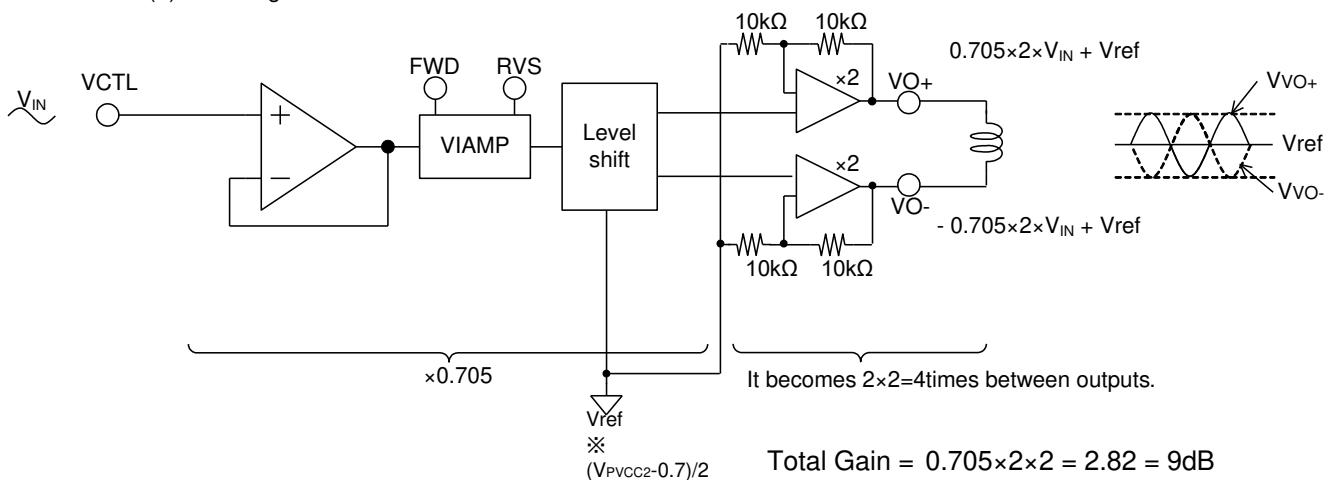 10kΩ 10kΩ
0.705×2×VIN + Vref
×2
VIN
VCTL
FWD RVS
VO+
VVO+
+
−
VIAMP
Level
shift
Vref
×2
VO-
VVO-
- 0.705×2×VIN + Vref
10kΩ 10kΩ
×0.705
It becomes 2×2=4times between outputs.
Vref
※
(VPVCC2-0.7)/2
Total Gain = 0.705×2×2 = 2.82 = 9dB